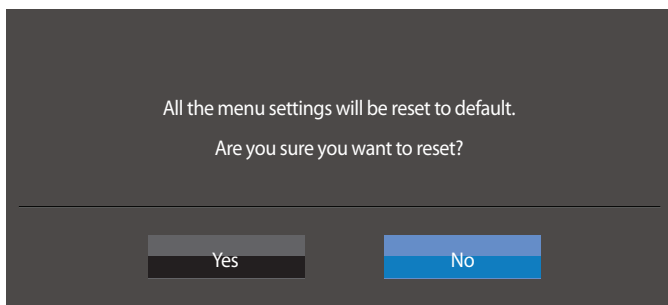 All the menu settings will be reset to default.
Are you sure you want to reset?
Yes
No